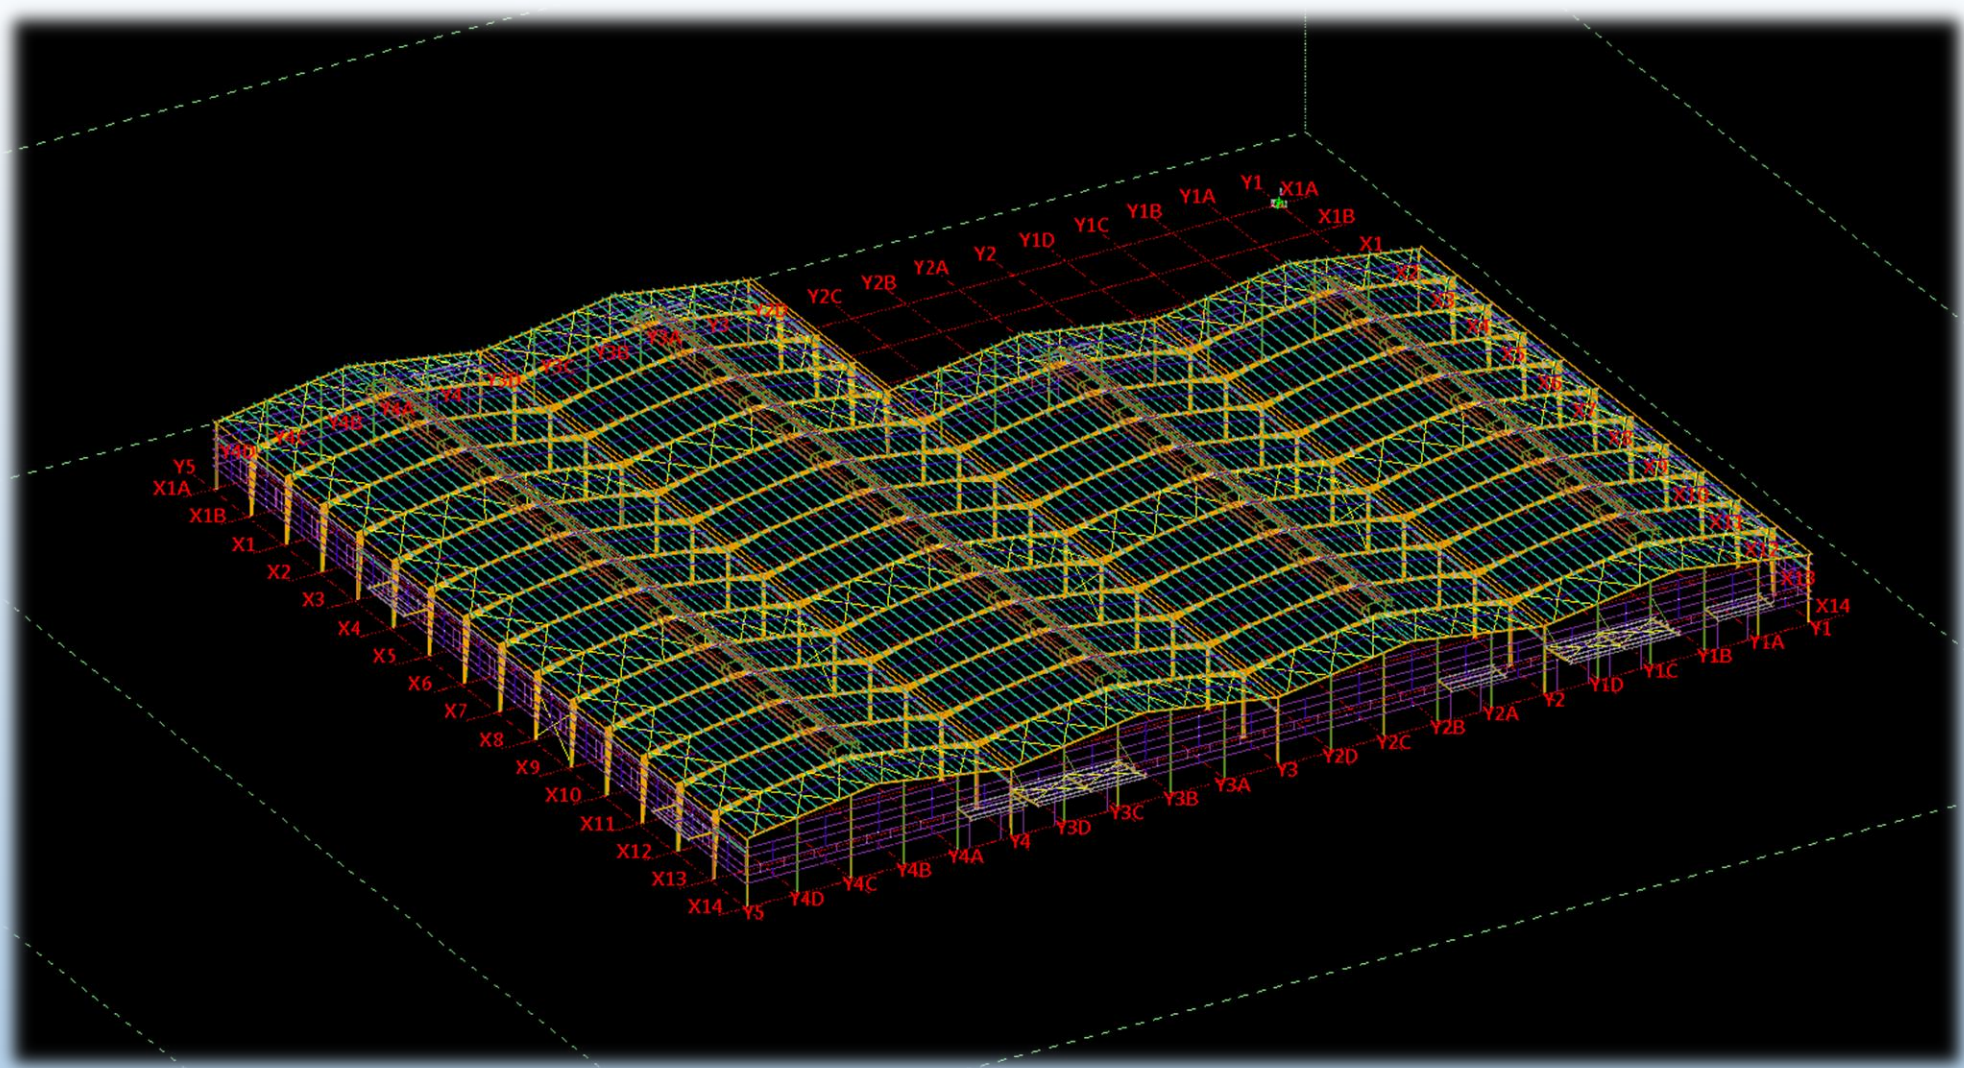 Y1
X1A
Y1A
X1B
Y1B
Y1C
X1
Y1D
Y2
Y2A
X2
Y2B
Y2C
X3
Y2D
X4
Y3
Y3A
X5
Y3B
Y3C
X6
Y3D
Y4
X7
Y4A
Y4B
X8
Y4C
Y4D
X9
Y5
X1A
X10
X1B
X11
X1
X12
X2
X13
X3
X14
Y1
X4
Y1A
X5
Y1B
Y1C
X6
Y1D
Y2
X7
Y2A
Y2B
X8
Y2C
Y2D
X9
Y3
Y3A
X10
Y3B
Y3C
X11
Y3D
Y4
X12
Y4A
Y4B
X13
Y4C
Y4D
X14
Y5